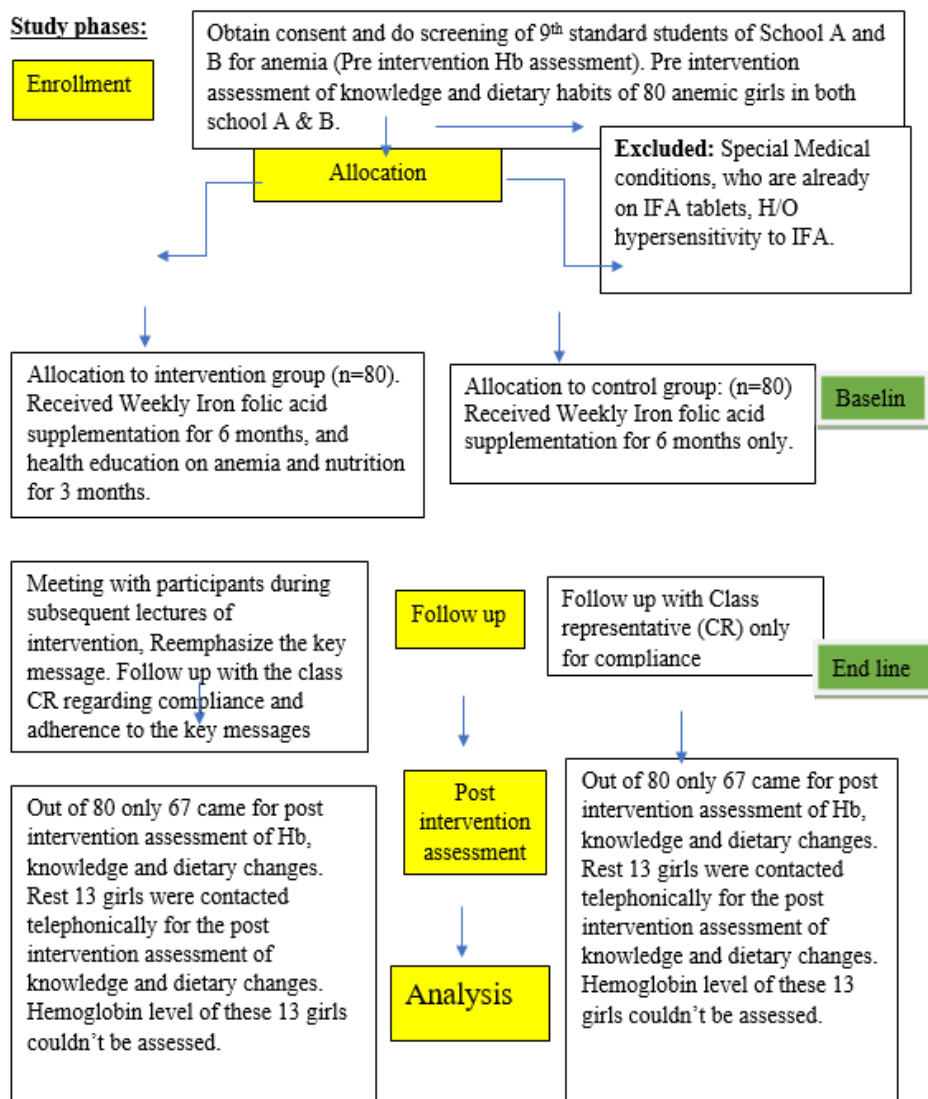 Study phases:
Obtain consent and do screening of 9th standard students of School A and
B for anemia (Pre intervention Hb assessment). Pre intervention
assessment of knowledge and dietary habits of 80 anemic girls in both
school A & B.
Enrollment
Allocation
Excluded: Special Medical
conditions, who are already
on IFA tablets, H/O
hypersensitivity to IFA.
Allocation to intervention group (n=80).
Received Weekly Iron folic acid
supplementation for 6 months, and
health education on anemia and nutrition
for 3 months.
Allocation to control group: (n=80)
Received Weekly Iron folic acid
supplementation for 6 months only.
Baselin
Meeting with participants during
subsequent lectures of
intervention, Reemphasize the key
message. Follow up with the class
CR regarding compliance and
adherence to the key messages
Follow up
Follow up with Class
representative (CR) only
for compliance
End line
Out of 80 only 67 came for post
intervention assessment of Hb,
knowledge and dietary changes.
Rest 13 girls were contacted
telephonically for the post
intervention assessment of
knowledge and dietary changes.
Hemoglobin level of these 13 girls
couldn't be assessed.
Post
intervention
assessment
Analysis
Out of 80 only 67 came for post
intervention assessment of Hb,
knowledge and dietary changes.
Rest 13 girls were contacted
telephonically for the post
intervention assessment of
knowledge and dietary changes.
Hemoglobin level of these 13
girls couldn't be assessed.